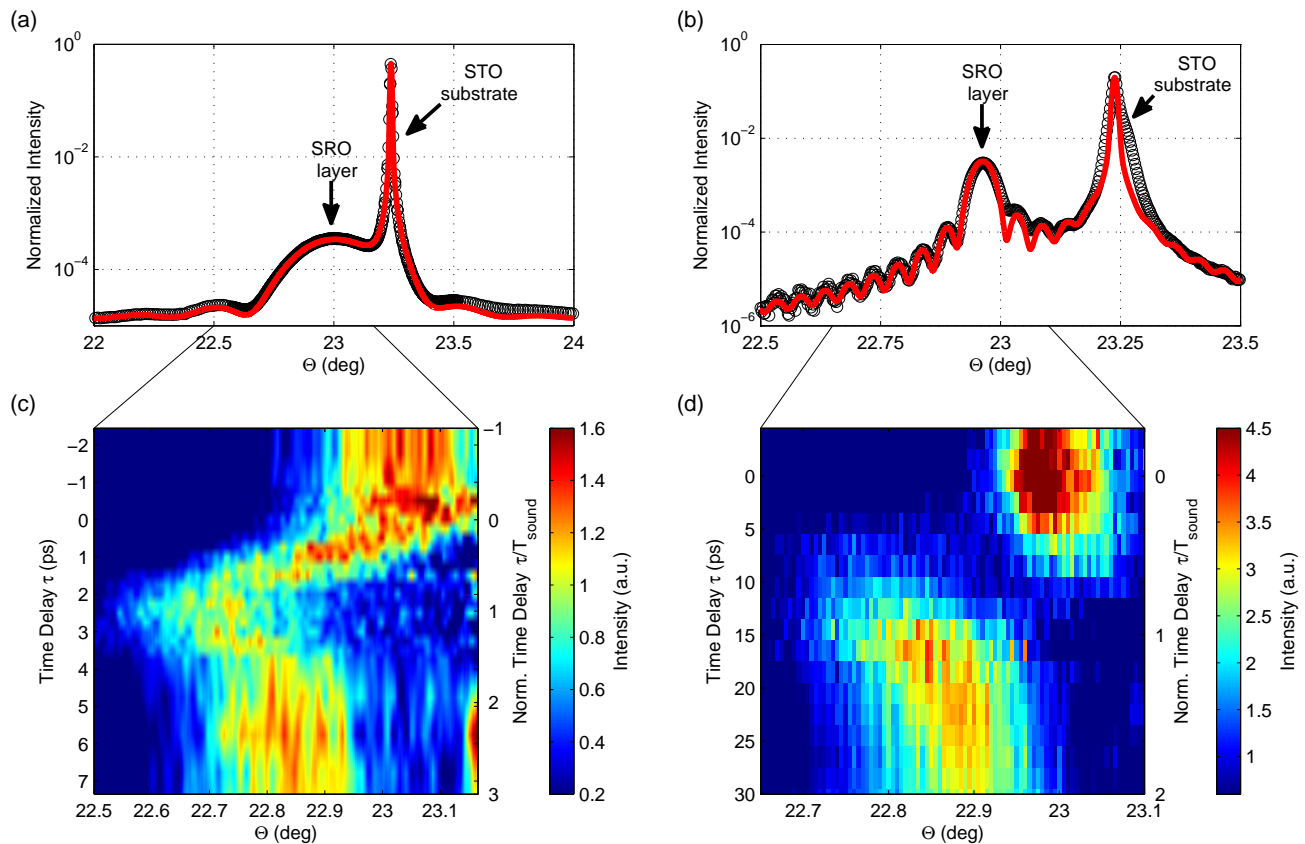 (a)
10^0
10^-2
10^-4
Normalized Intensity
SRO
layer
STO
substrate
22
22.5
23
23.5
24
Θ (deg)
(b)
10^0
10^-2
10^-4
10^-6
Normalized Intensity
SRO
layer
STO
substrate
22.5
22.75
23
23.25
23.5
Θ (deg)
(c)
−2
−1
0
1
2
3
4
5
6
7
Time Delay τ (ps)
22.5
22.6
22.7
22.8
22.9
23
23.1
Θ (deg)
−1
0
1
2
3
Norm. Time Delay τ/T_sound
1.6
1.4
1.2
1
0.8
0.6
0.4
0.2
Intensity (a.u.)
(d)
0
5
10
15
20
25
30
Time Delay τ (ps)
22.7
22.8
22.9
23
23.1
Θ (deg)
0
1
2
Norm. Time Delay τ/T_sound
4.5
4
3.5
3
2.5
2
1.5
1
Intensity (a.u.)